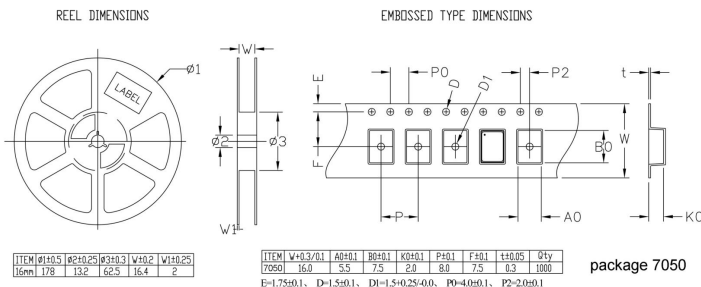 REEL DIMENSIONS
EMBOSSED TYPE DIMENSIONS
W
ø1
LABEL
ø2
ø3
W1
E
P0
D
D1
P2
t
F
B0
W
P
A0
K0
ITEM ø1±0.5 ø2±0.25 ø3±0.3 W±0.2 W1±0.25
16mm 178 13.2 62.5 16.4 2
ITEM W+0.3/0.1 A0±0.1 B0±0.1 K0±0.1 P±0.1 F±0.1 t±0.05 Qty
7050 16.0 5.5 7.5 2.0 8.0 7.5 0.3 1000
E=1.75±0.1、 D=1.5±0.1、 D1=1.5+0.25/-0.0、 P0=4.0±0.1、 P2=2.0±0.1
package 7050